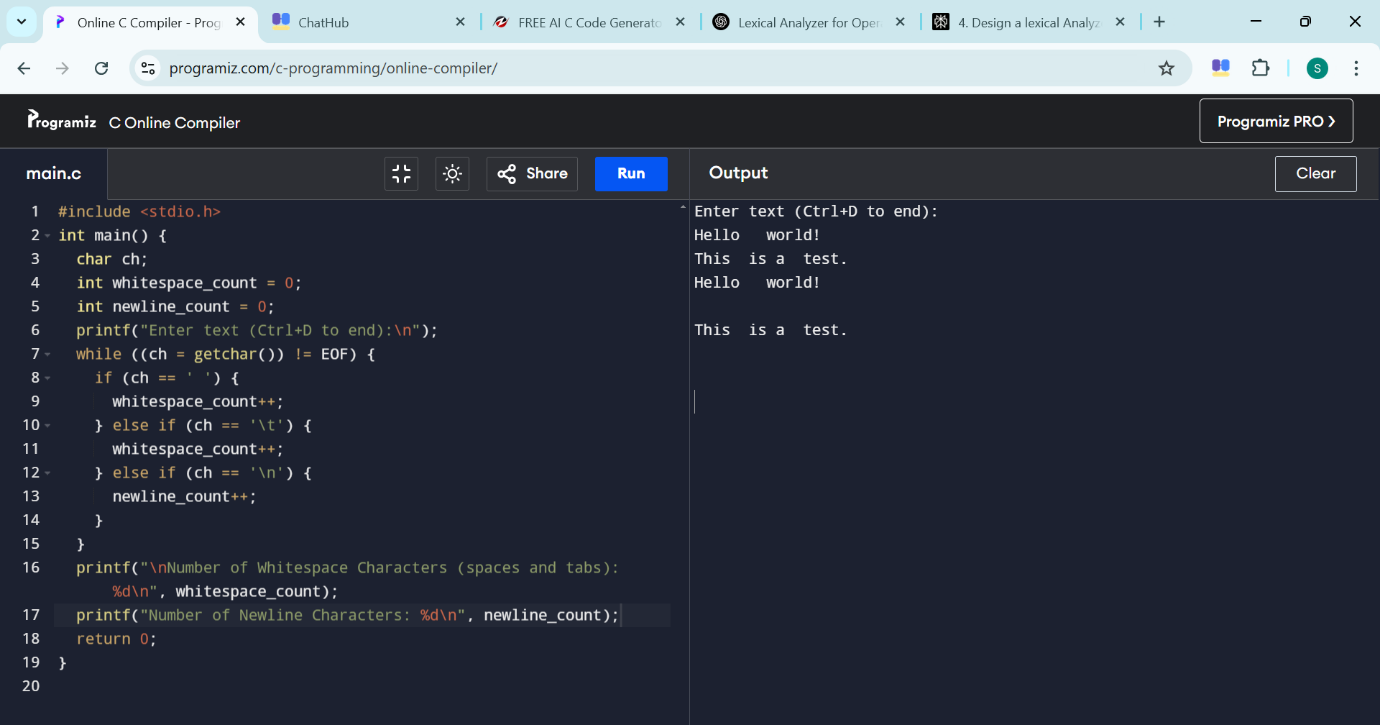 Online C Compiler - Prog
ChatHub
FREE AI C Code Generato
Lexical Analyzer for Oper
4. Design a lexical Analyz
programiz.com/c-programming/online-compiler/
S
Programiz C Online Compiler
Programiz PRO >
main.c
Share
Run
Output
Clear
1 #include <stdio.h>
2 int main() {
3 char ch;
4 int whitespace_count = 0;
5 int newline_count = 0;
6 printf("Enter text (Ctrl+D to end):\n");
7 while ((ch = getchar()) != EOF) {
8 if (ch == ' ') {
9 whitespace_count++;
10 } else if (ch == '\t') {
11 whitespace_count++;
12 } else if (ch == '\n') {
13 newline_count++;
14 }
15 }
16 printf("\nNumber of Whitespace Characters (spaces and tabs):
%d\n", whitespace_count);
17 printf("Number of Newline Characters: %d\n", newline_count);
18 return 0;
19 }
20
Enter text (Ctrl+D to end):
Hello   world!
This  is a  test.
Hello   world!
This  is a  test.